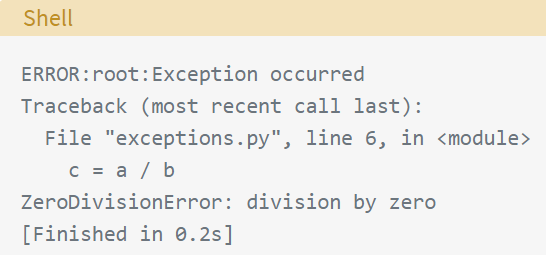 Shell
ERROR:root:Exception occurred
Traceback (most recent call last):
  File "exceptions.py", line 6, in <module>
    c = a / b
ZeroDivisionError: division by zero
[Finished in 0.2s]